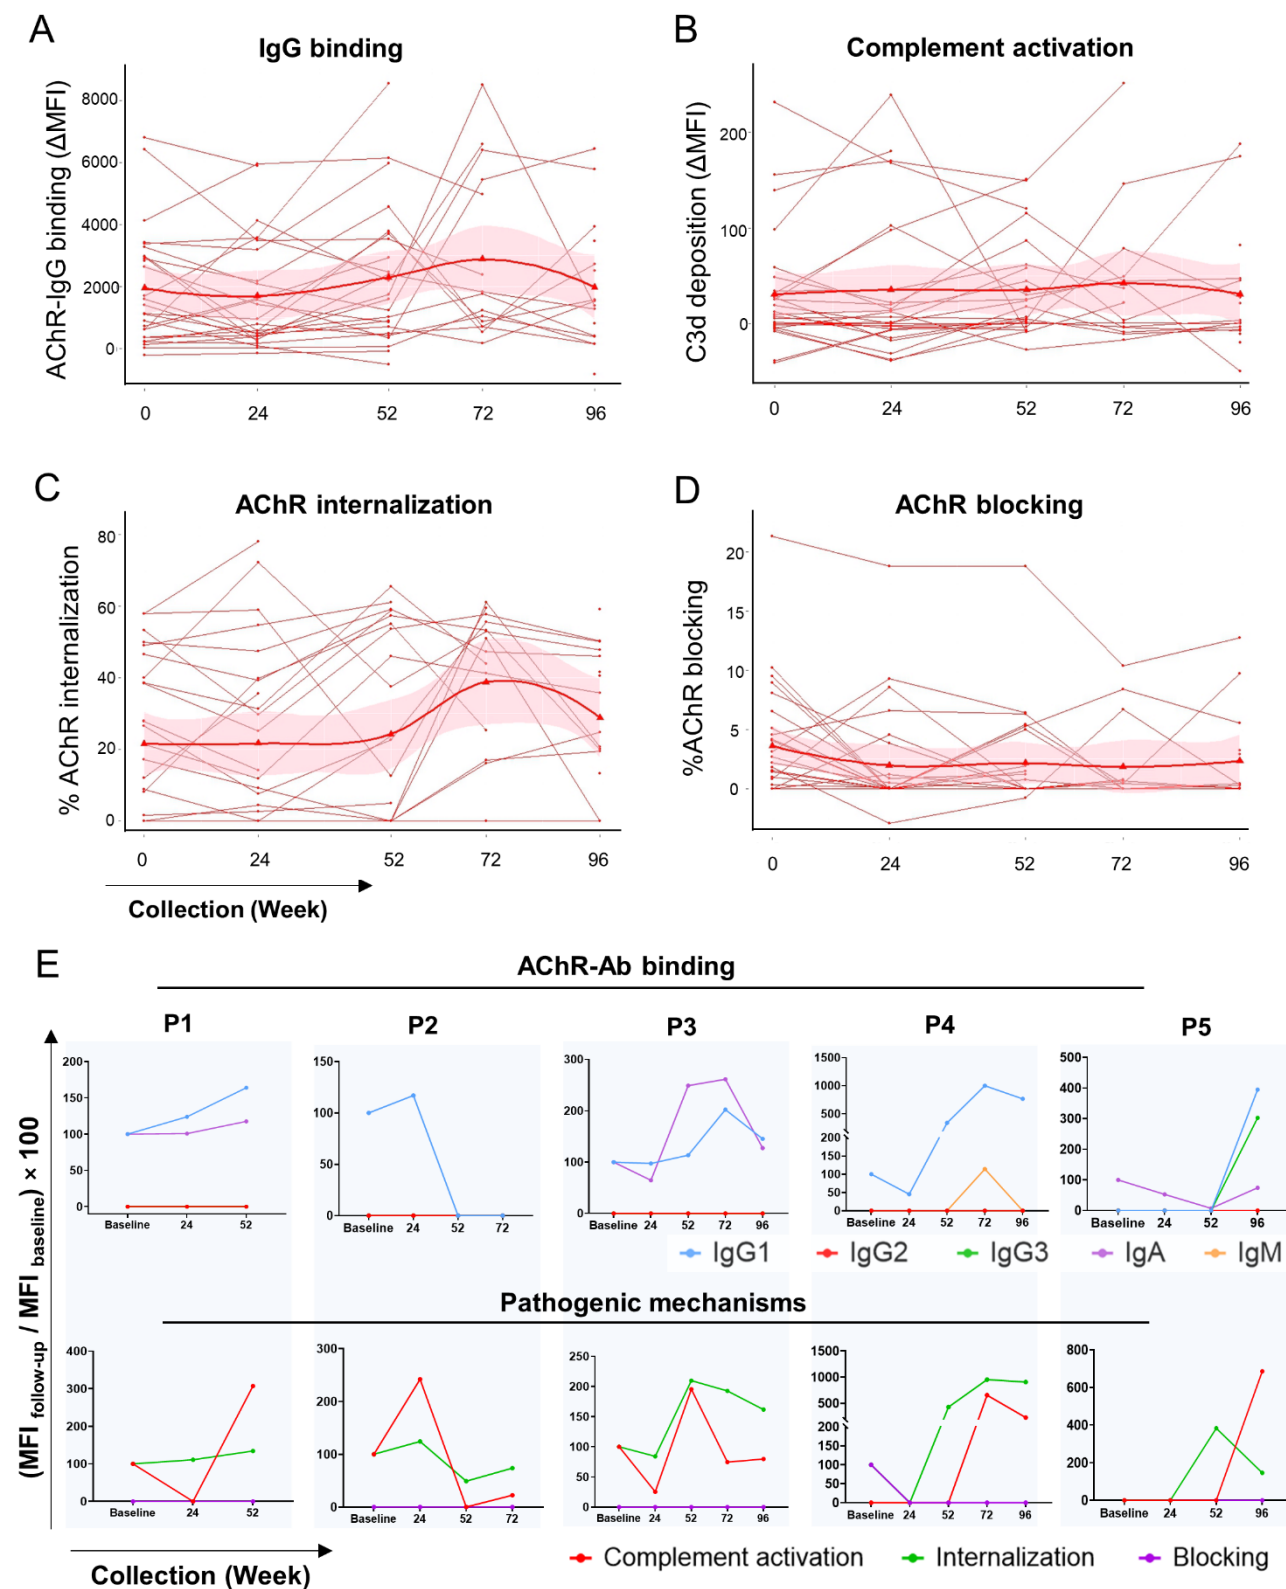 A
IgG binding
AChR-IgG binding (ΔMFI)
8000
6000
4000
2000
0
0 24 52 72 96
B
Complement activation
C3d deposition (ΔMFI)
200
100
0
0 24 52 72 96
C
AChR internalization
% AChR internalization
80
60
40
20
0
0 24 52 72 96
Collection (Week)
D
AChR blocking
%AChR blocking
20
15
10
5
0
0 24 52 72 96
E
AChR-Ab binding
(MFI follow-up / MFI baseline) × 100
P1
200
150
100
50
0
Baseline 24 52
P2
150
100
50
0
Baseline 24 52 72
P3
300
200
100
0
Baseline 24 52 72 96
P4
1500
1000
500
200
150
100
50
0
Baseline 24 52 72 96
P5
500
400
300
200
100
0
Baseline 24 52 96
IgG1 IgG2 IgG3 IgA IgM
Pathogenic mechanisms
400
300
200
100
0
Baseline 24 52
300
200
100
0
Baseline 24 52 72
250
200
150
100
50
0
Baseline 24 52 72 96
1500
1000
500
200
150
100
50
0
Baseline 24 52 72 96
800
600
400
200
0
Baseline 24 52 96
Complement activation Internalization Blocking
Collection (Week)